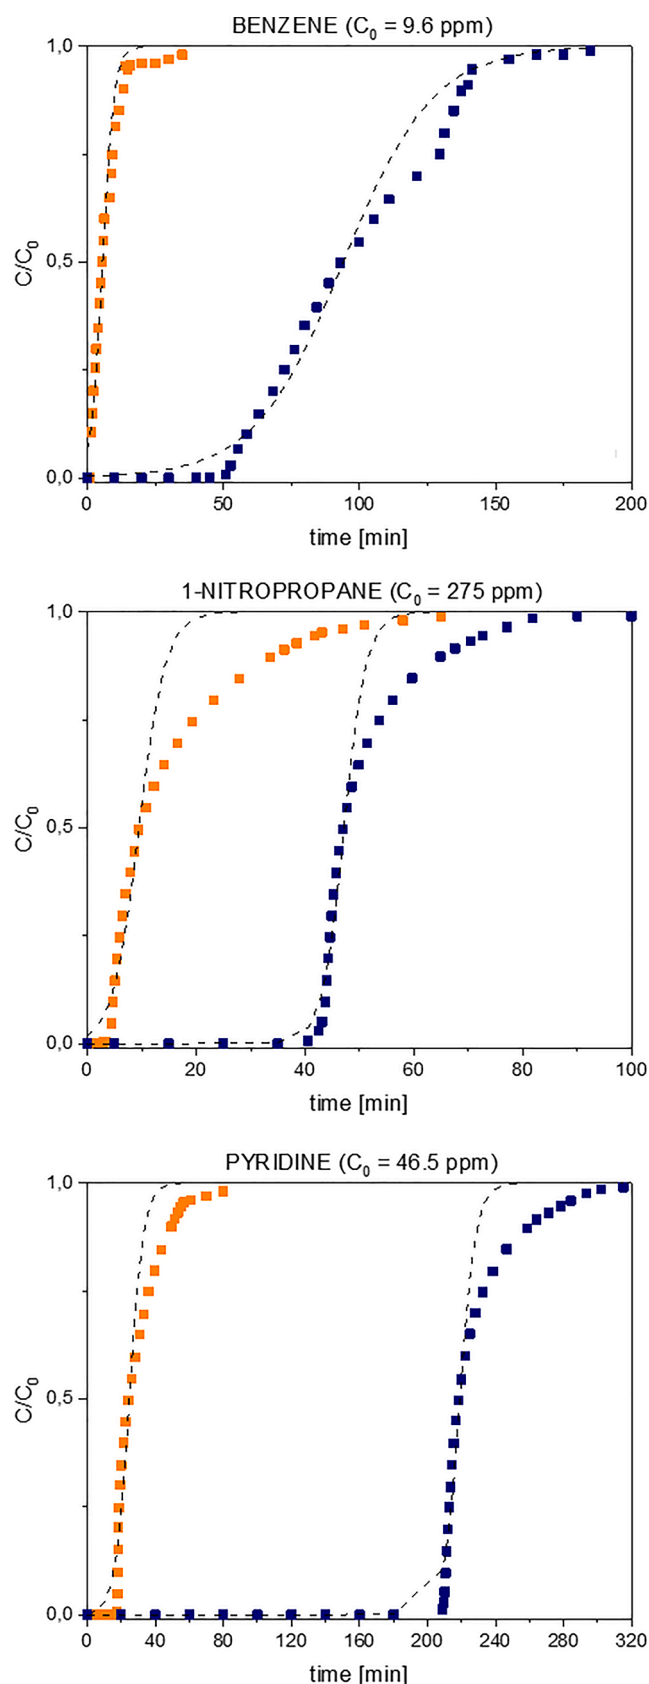 BENZENE (C₀ = 9.6 ppm)
1,0
0,5
0,0
C/C₀
0 50 100 150 200
time [min]
1-NITROPROPANE (C₀ = 275 ppm)
1,0
0,5
0,0
C/C₀
0 20 40 60 80 100
time [min]
PYRIDINE (C₀ = 46.5 ppm)
1,0
0,5
0,0
C/C₀
0 40 80 120 160 200 240 280 320
time [min]